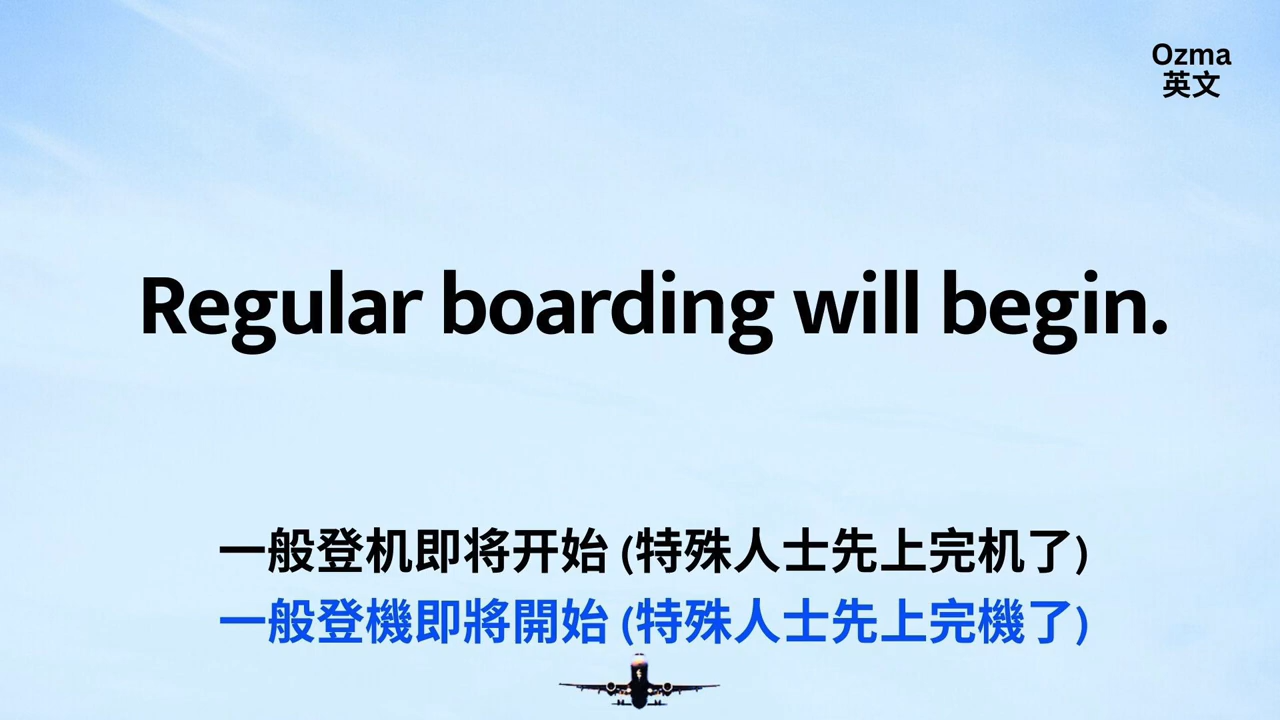 Ozma
英文
Regular boarding will begin.
一般登机即将开始 (特殊人士先上完机了)
一般登機即將開始 (特殊人士先上完機了)